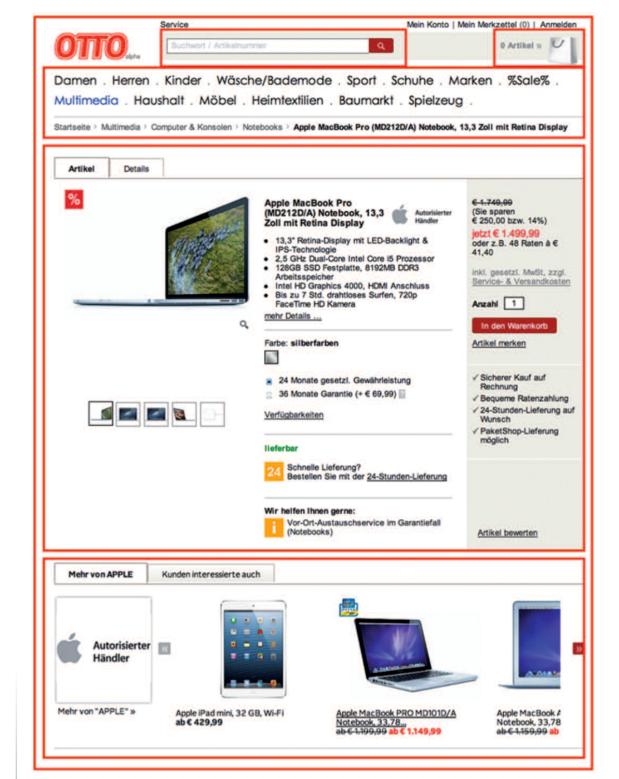 Service
Mein Konto | Mein Merkzettel (0) | Anmelden
OTTO alpha
Suchwort / Artikelnummer
0 Artikel »
Damen . Herren . Kinder . Wäsche/Bademode . Sport . Schuhe . Marken . %Sale% .
Multimedia . Haushalt . Möbel . Heimtextilien . Baumarkt . Spielzeug .
Startseite > Multimedia > Computer & Konsolen > Notebooks > Apple MacBook Pro (MD212D/A) Notebook, 13,3 Zoll mit Retina Display
Artikel
Details
%
Apple MacBook Pro
(MD212D/A) Notebook, 13,3
Zoll mit Retina Display
Autorisierter
Händler
• 13,3" Retina-Display mit LED-Backlight &
IPS-Technologie
• 2,5 GHz Dual-Core Intel Core i5 Prozessor
• 128GB SSD Festplatte, 8192MB DDR3
Arbeitsspeicher
• Intel HD Graphics 4000, HDMI Anschluss
• Bis zu 7 Std. drahtloses Surfen, 720p
FaceTime HD Kamera
mehr Details ...
Farbe: silberfarben
24 Monate gesetzl. Gewährleistung
36 Monate Garantie (+ € 69,99)
Verfügbarkeiten
lieferbar
24
Schnelle Lieferung?
Bestellen Sie mit der 24-Stunden-Lieferung
Wir helfen Ihnen gerne:
i
Vor-Ort-Austauschservice im Garantiefall
(Notebooks)
€ 1.749,99
(Sie sparen
€ 250,00 bzw. 14%)
jetzt € 1.499,99
oder z.B. 48 Raten à €
41,40
inkl. gesetzl. MwSt, zzgl.
Service- & Versandkosten
Anzahl 1
In den Warenkorb
Artikel merken
✓ Sicherer Kauf auf
Rechnung
✓ Bequeme Ratenzahlung
✓ 24-Stunden-Lieferung auf
Wunsch
✓ PaketShop-Lieferung
möglich
Artikel bewerten
Mehr von APPLE
Kunden interessierte auch
Autorisierter
Händler
«
»
Mehr von "APPLE" »
Apple iPad mini, 32 GB, Wi-Fi
ab € 429,99
Apple MacBook PRO MD101D/A
Notebook, 33,78...
ab € 1.199,99 ab € 1.149,99
Apple MacBook A
Notebook, 33,78
ab € 1.159,99 ab